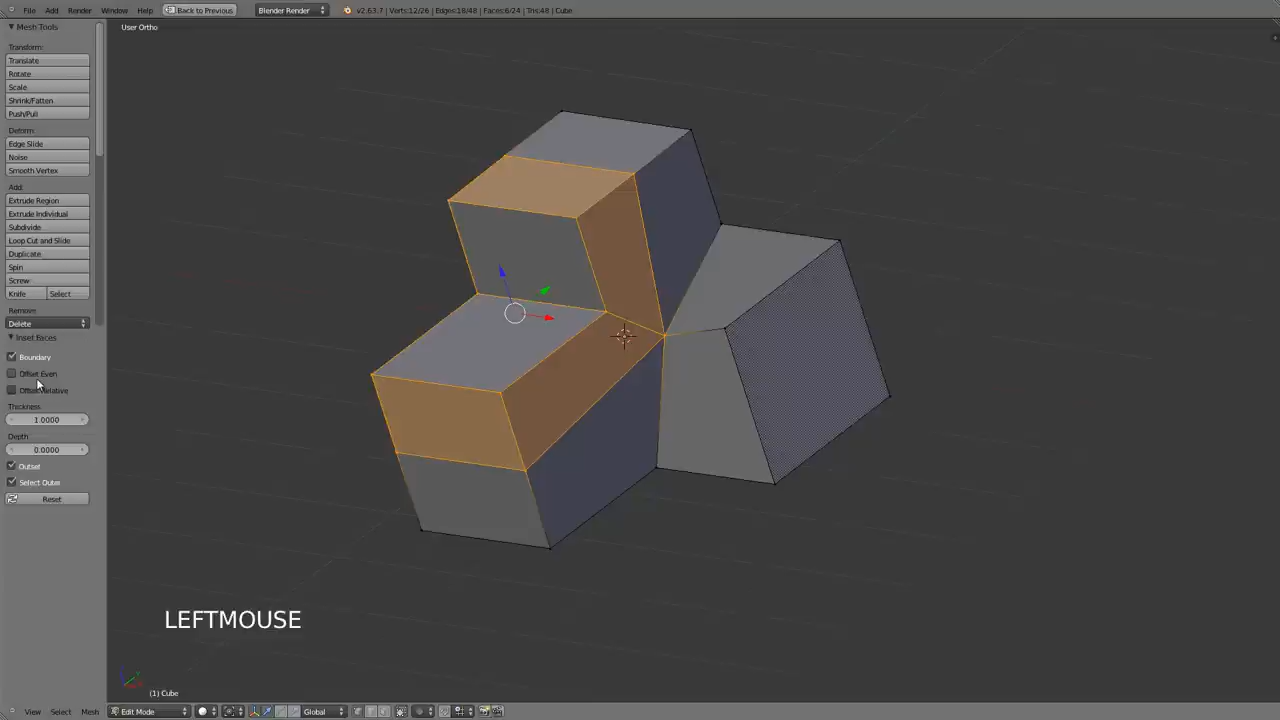 File Add Render Window Help Back to Previous Blender Render v2.63.7 | Verts:12/26 | Edges:18/48 | Faces:6/24 | Tris:48 | Cube
Mesh Tools
User Ortho
Transform:
Translate
Rotate
Scale
Shrink/Fatten
Push/Pull
Deform:
Edge Slide
Noise
Smooth Vertex
Add:
Extrude Region
Extrude Individual
Subdivide
Loop Cut and Slide
Duplicate
Spin
Screw
Knife Select
Remove:
Delete
Inset Faces
Boundary
Offset Even
Offset Relative
Thickness:
1.0000
Depth:
0.0000
Outset
Select Outer
Reset
LEFTMOUSE
(1) Cube
View Select Mesh Edit Mode Global